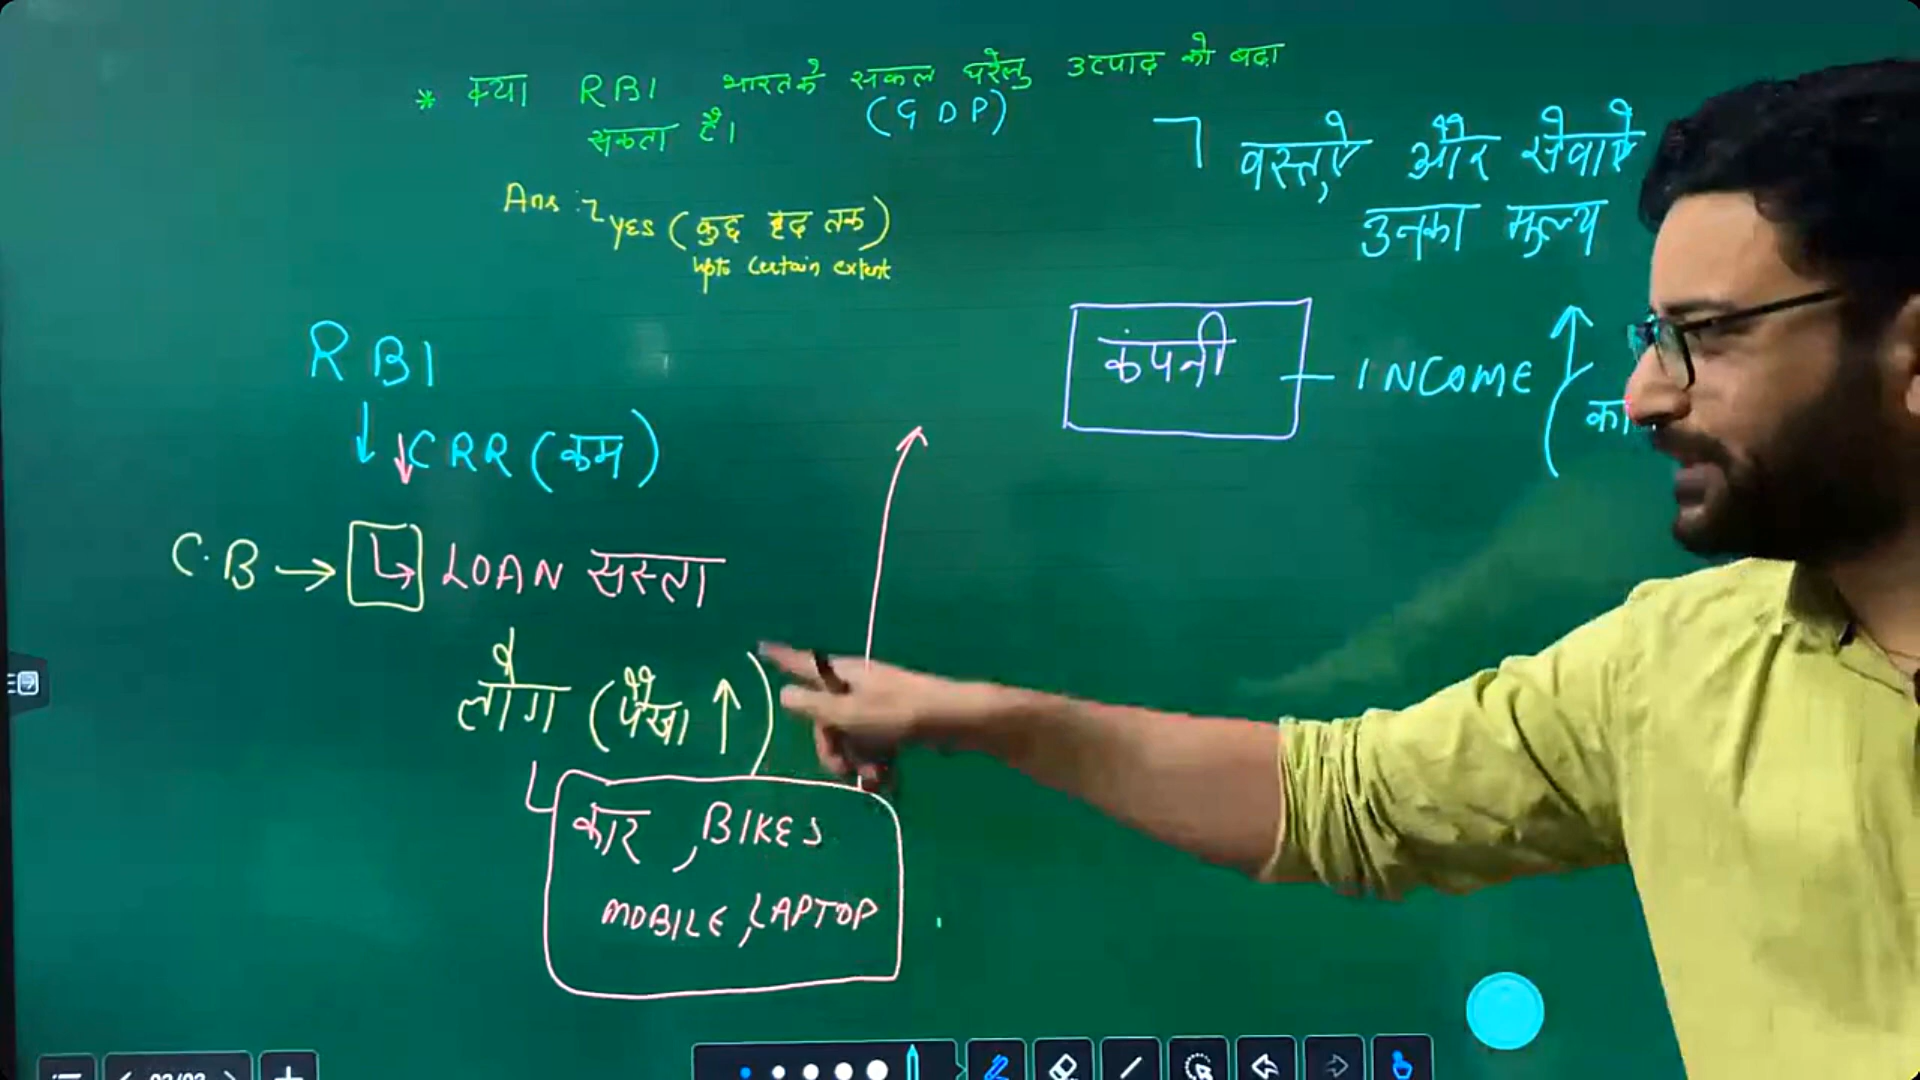 * क्या RBI भारत के सकल घरेलु उत्पाद को बढ़ा
सकता है।
(GDP)
Ans :- yes (कुछ हद तक)
upto certain extent
वस्तुऐ और सेवाऐ
उनका मूल्य
RBI
↓ ↓ CRR (कम)
C.B → ↳ LOAN सस्ता
लोग (पैसा ↑)
कार, BIKES
MOBILE, LAPTOP
कंपनी — INCOME ↑